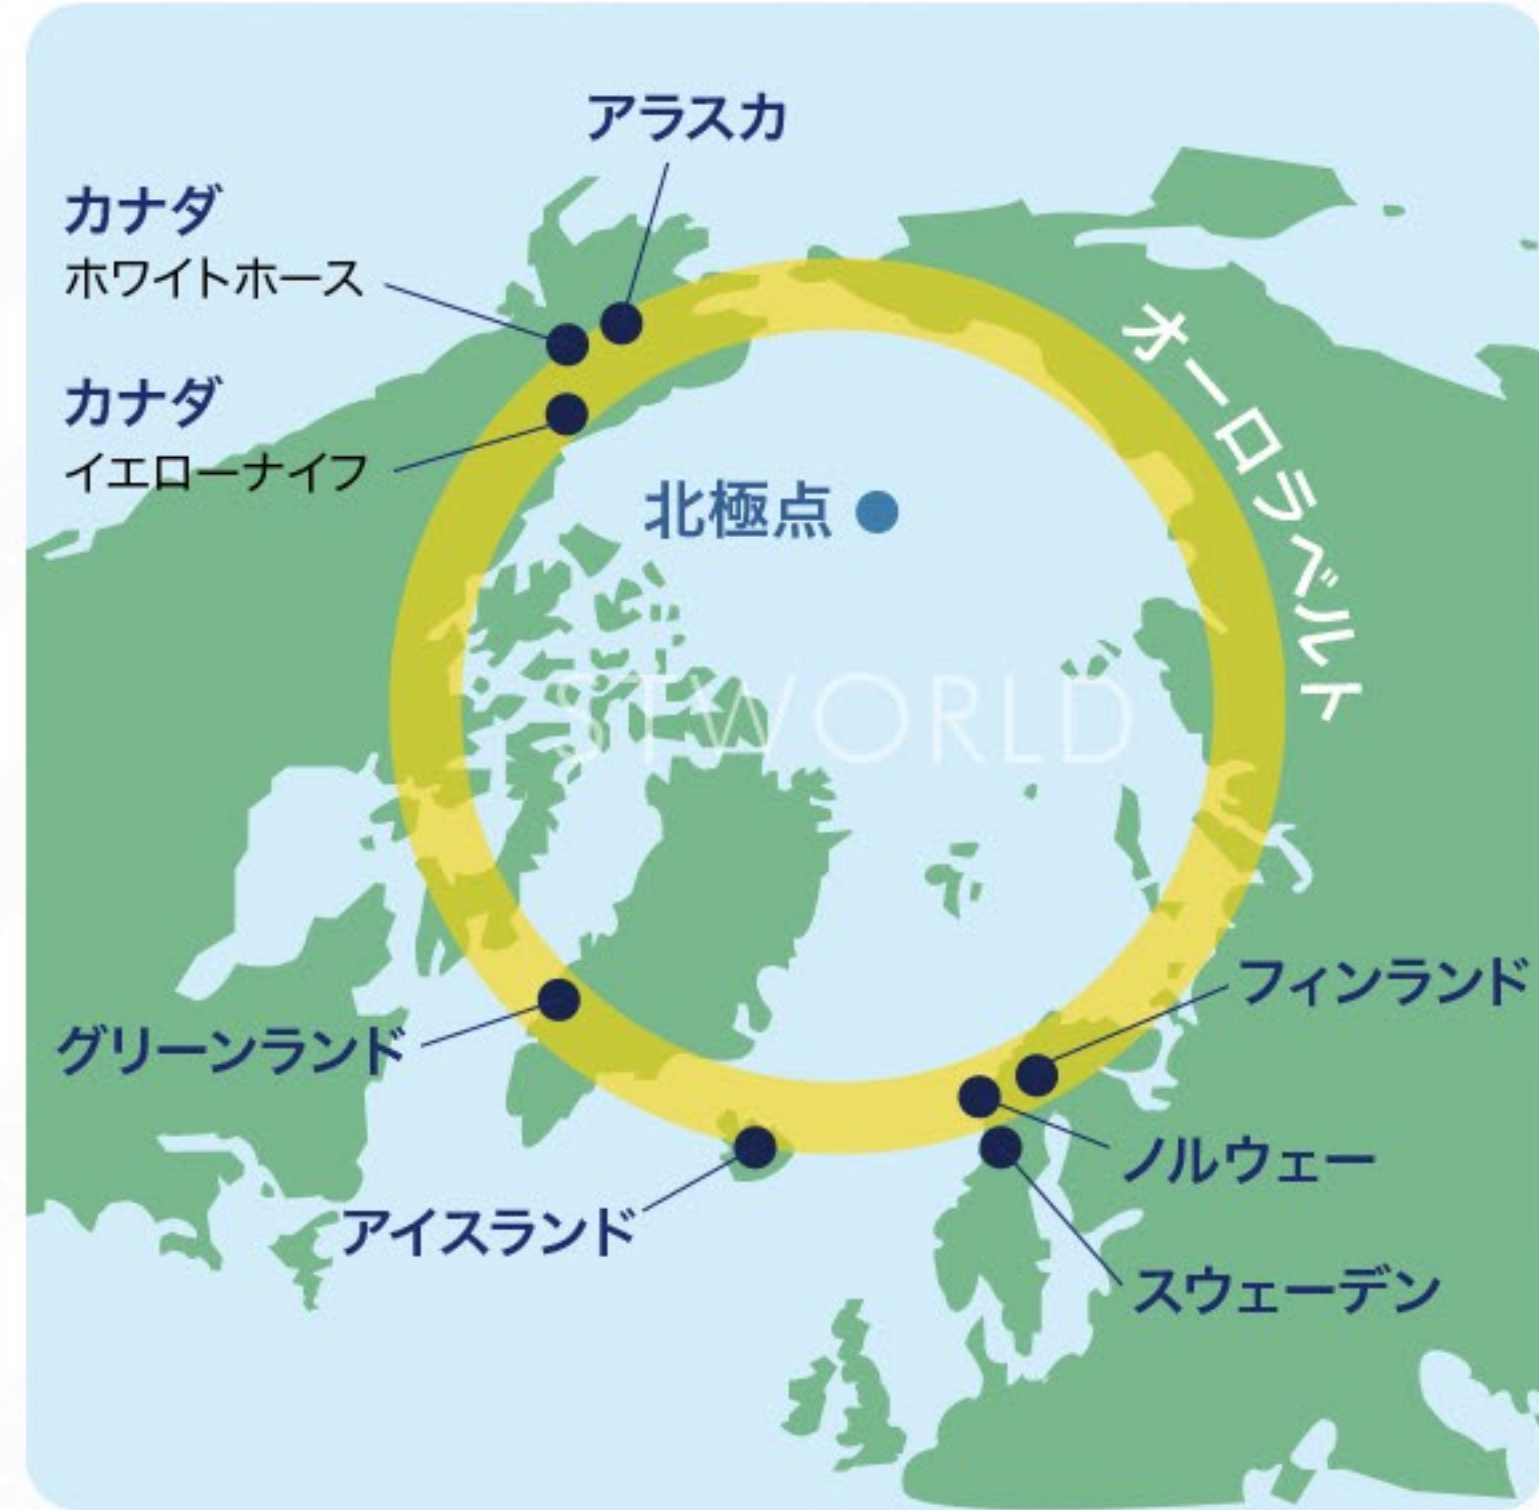 アラスカ
カナダ
ホワイトホース
カナダ
イエローナイフ
北極点
オーロラベルト
STWORLD
フィンランド
グリーンランド
ノルウェー
アイスランド
スウェーデン